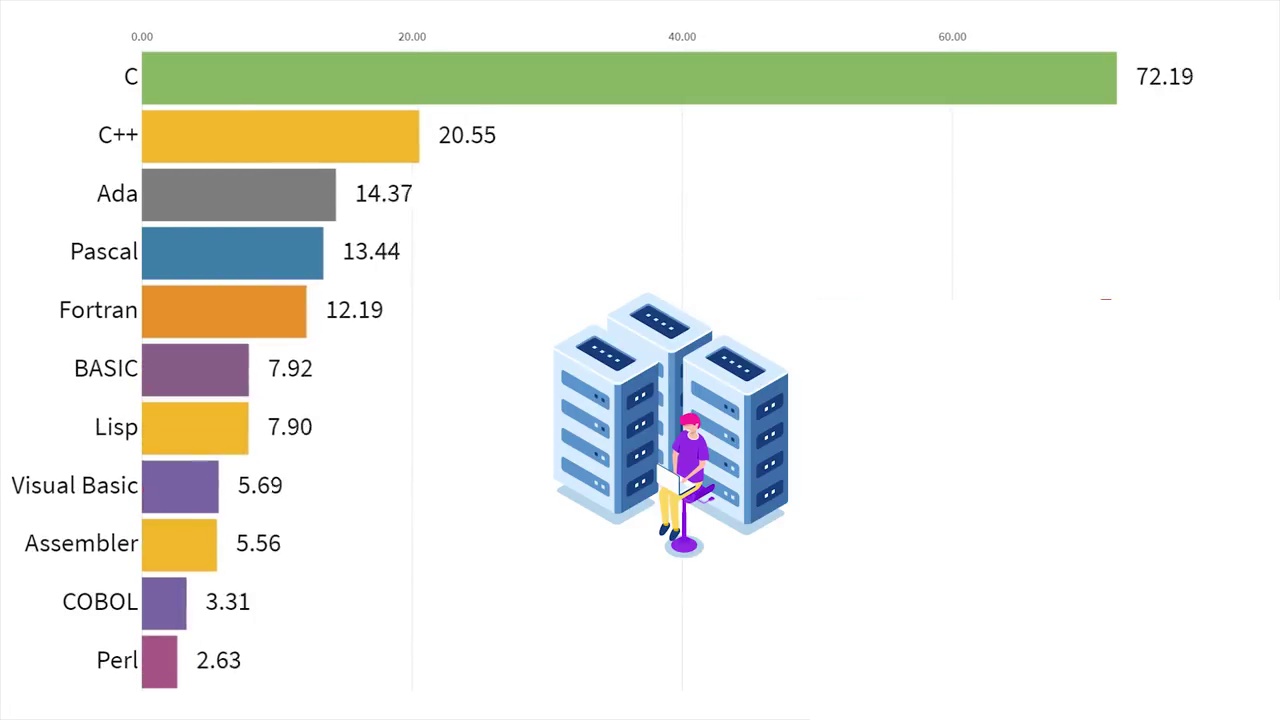 0.00 20.00 40.00 60.00
C 72.19
C++ 20.55
Ada 14.37
Pascal 13.44
Fortran 12.19
BASIC 7.92
Lisp 7.90
Visual Basic 5.69
Assembler 5.56
COBOL 3.31
Perl 2.63